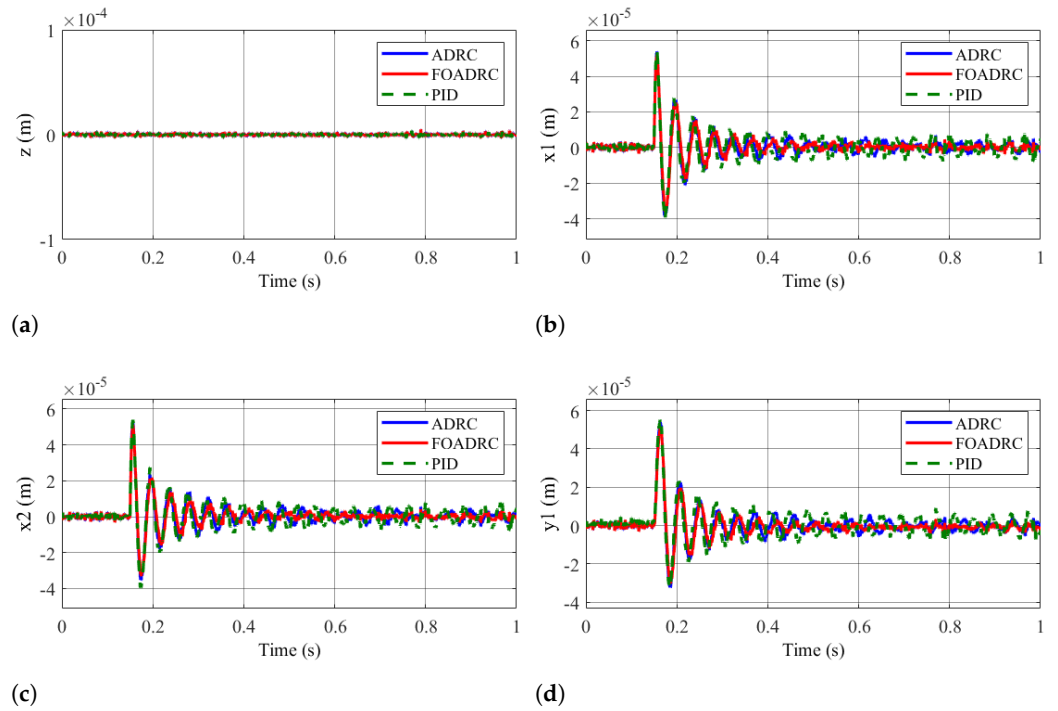 ×10⁻⁴
1
0
-1
z (m)
ADRC
FOADRC
PID
0 0.2 0.4 0.6 0.8 1
Time (s)
(a)
×10⁻⁵
6
4
2
0
-2
-4
x1 (m)
ADRC
FOADRC
PID
0 0.2 0.4 0.6 0.8 1
Time (s)
(b)
×10⁻⁵
6
4
2
0
-2
-4
x2 (m)
ADRC
FOADRC
PID
0 0.2 0.4 0.6 0.8 1
Time (s)
(c)
×10⁻⁵
6
4
2
0
-2
-4
y1 (m)
ADRC
FOADRC
PID
0 0.2 0.4 0.6 0.8 1
Time (s)
(d)